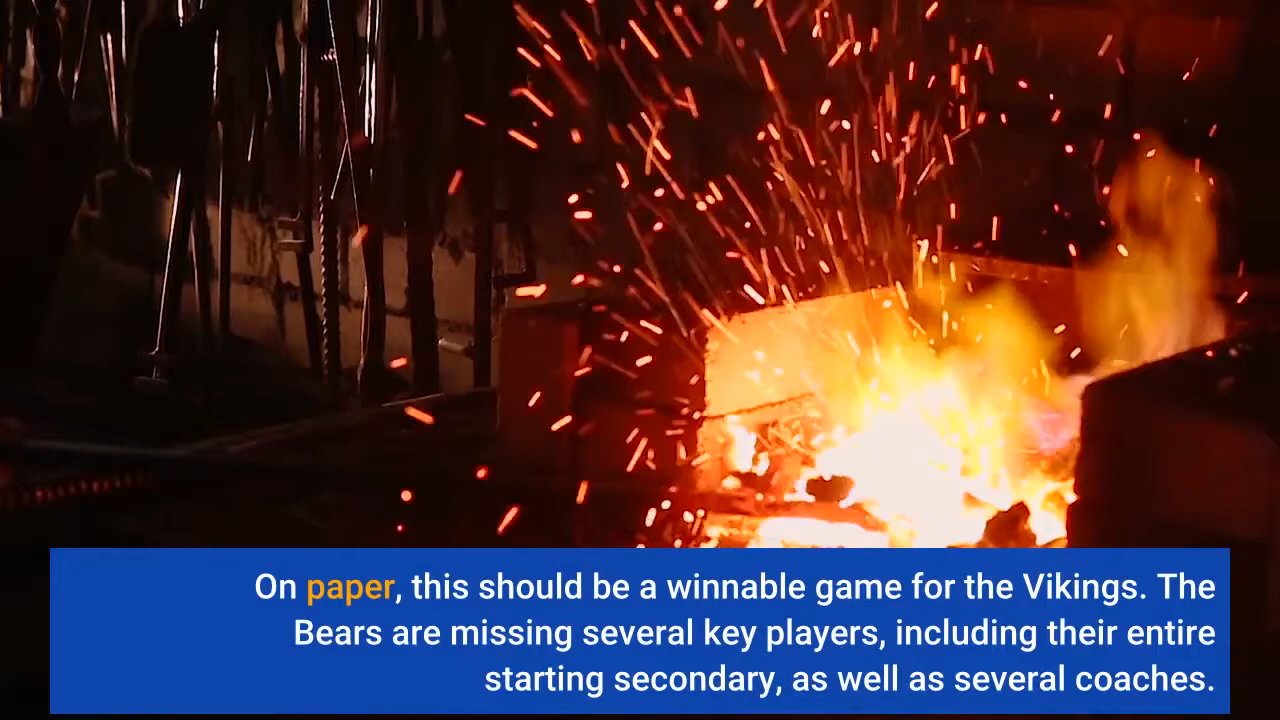 On paper, this should be a winnable game for the Vikings. The
Bears are missing several key players, including their entire
starting secondary, as well as several coaches.